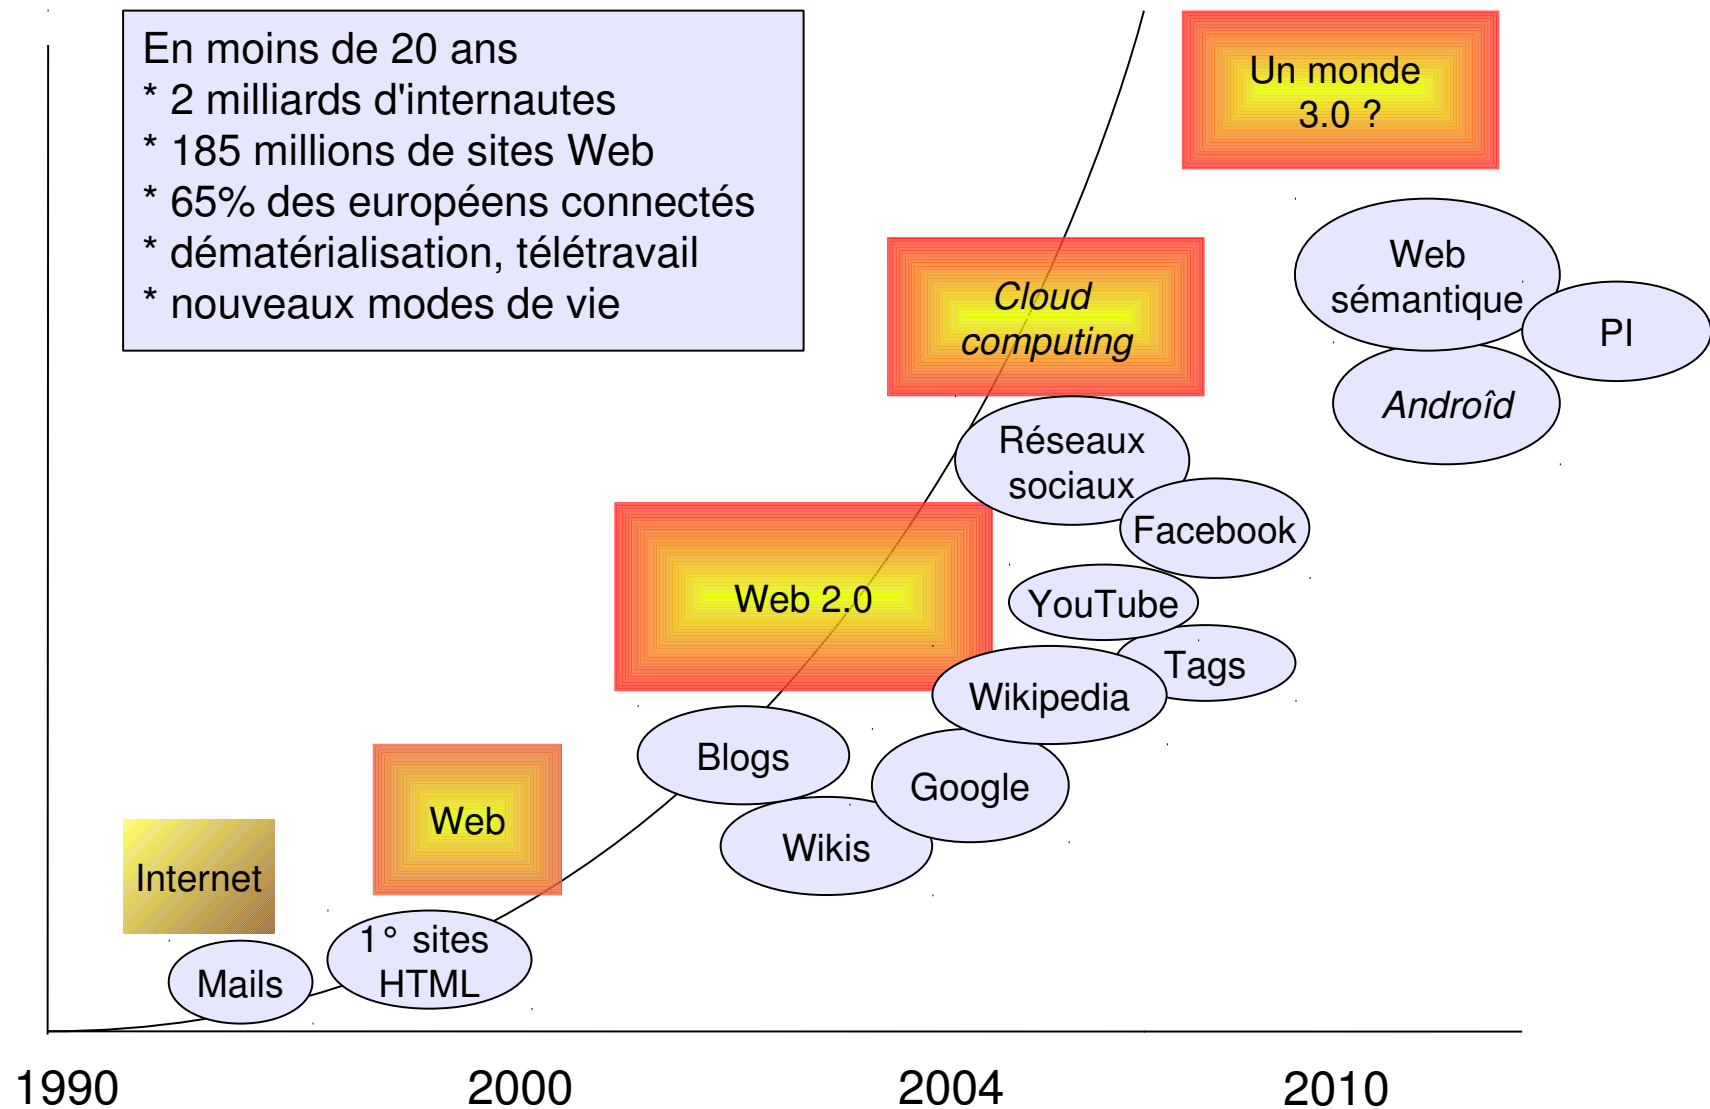 En moins de 20 ans
* 2 milliards d'internautes
* 185 millions de sites Web
* 65% des européens connectés
* dématérialisation, télétravail
* nouveaux modes de vie
Un monde
3.0 ?
Web
sémantique
PI
Androîd
Cloud
computing
Réseaux
sociaux
Facebook
YouTube
Tags
Wikipedia
Web 2.0
Blogs
Google
Wikis
Web
Internet
1° sites
HTML
Mails
1990
2000
2004
2010